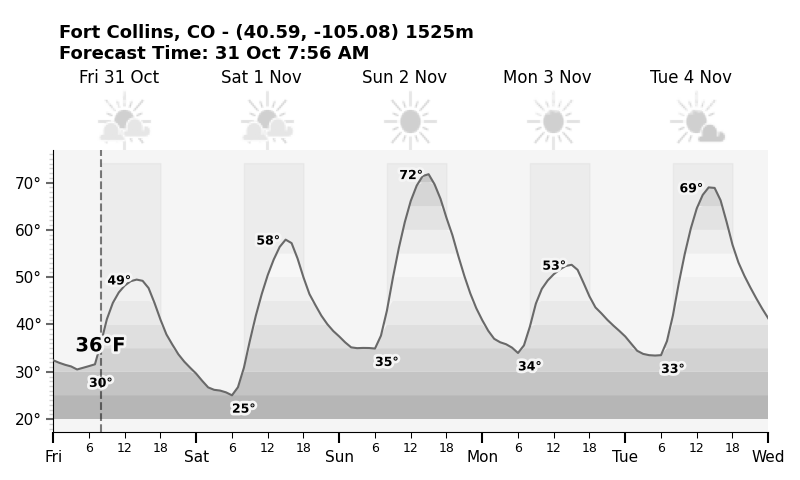 Fort Collins, CO - (40.59, -105.08) 1525m
Forecast Time: 31 Oct 7:56 AM
Fri 31 Oct Sat 1 Nov Sun 2 Nov Mon 3 Nov Tue 4 Nov
70°
60°
50°
40°
30°
20°
49° 58° 72° 53° 69°
36°F
30° 25° 35° 34° 33°
6 12 18 6 12 18 6 12 18 6 12 18 6 12 18
Fri Sat Sun Mon Tue Wed